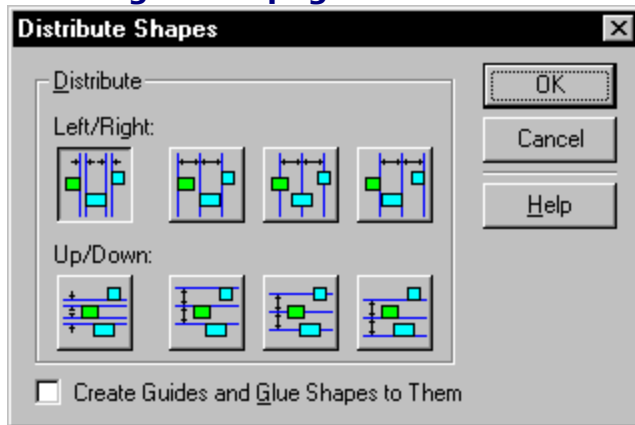 Distribute Shapes
Distribute
OK
Left/Right:
Cancel
Help
Up/Down:
Create Guides and Glue Shapes to Them